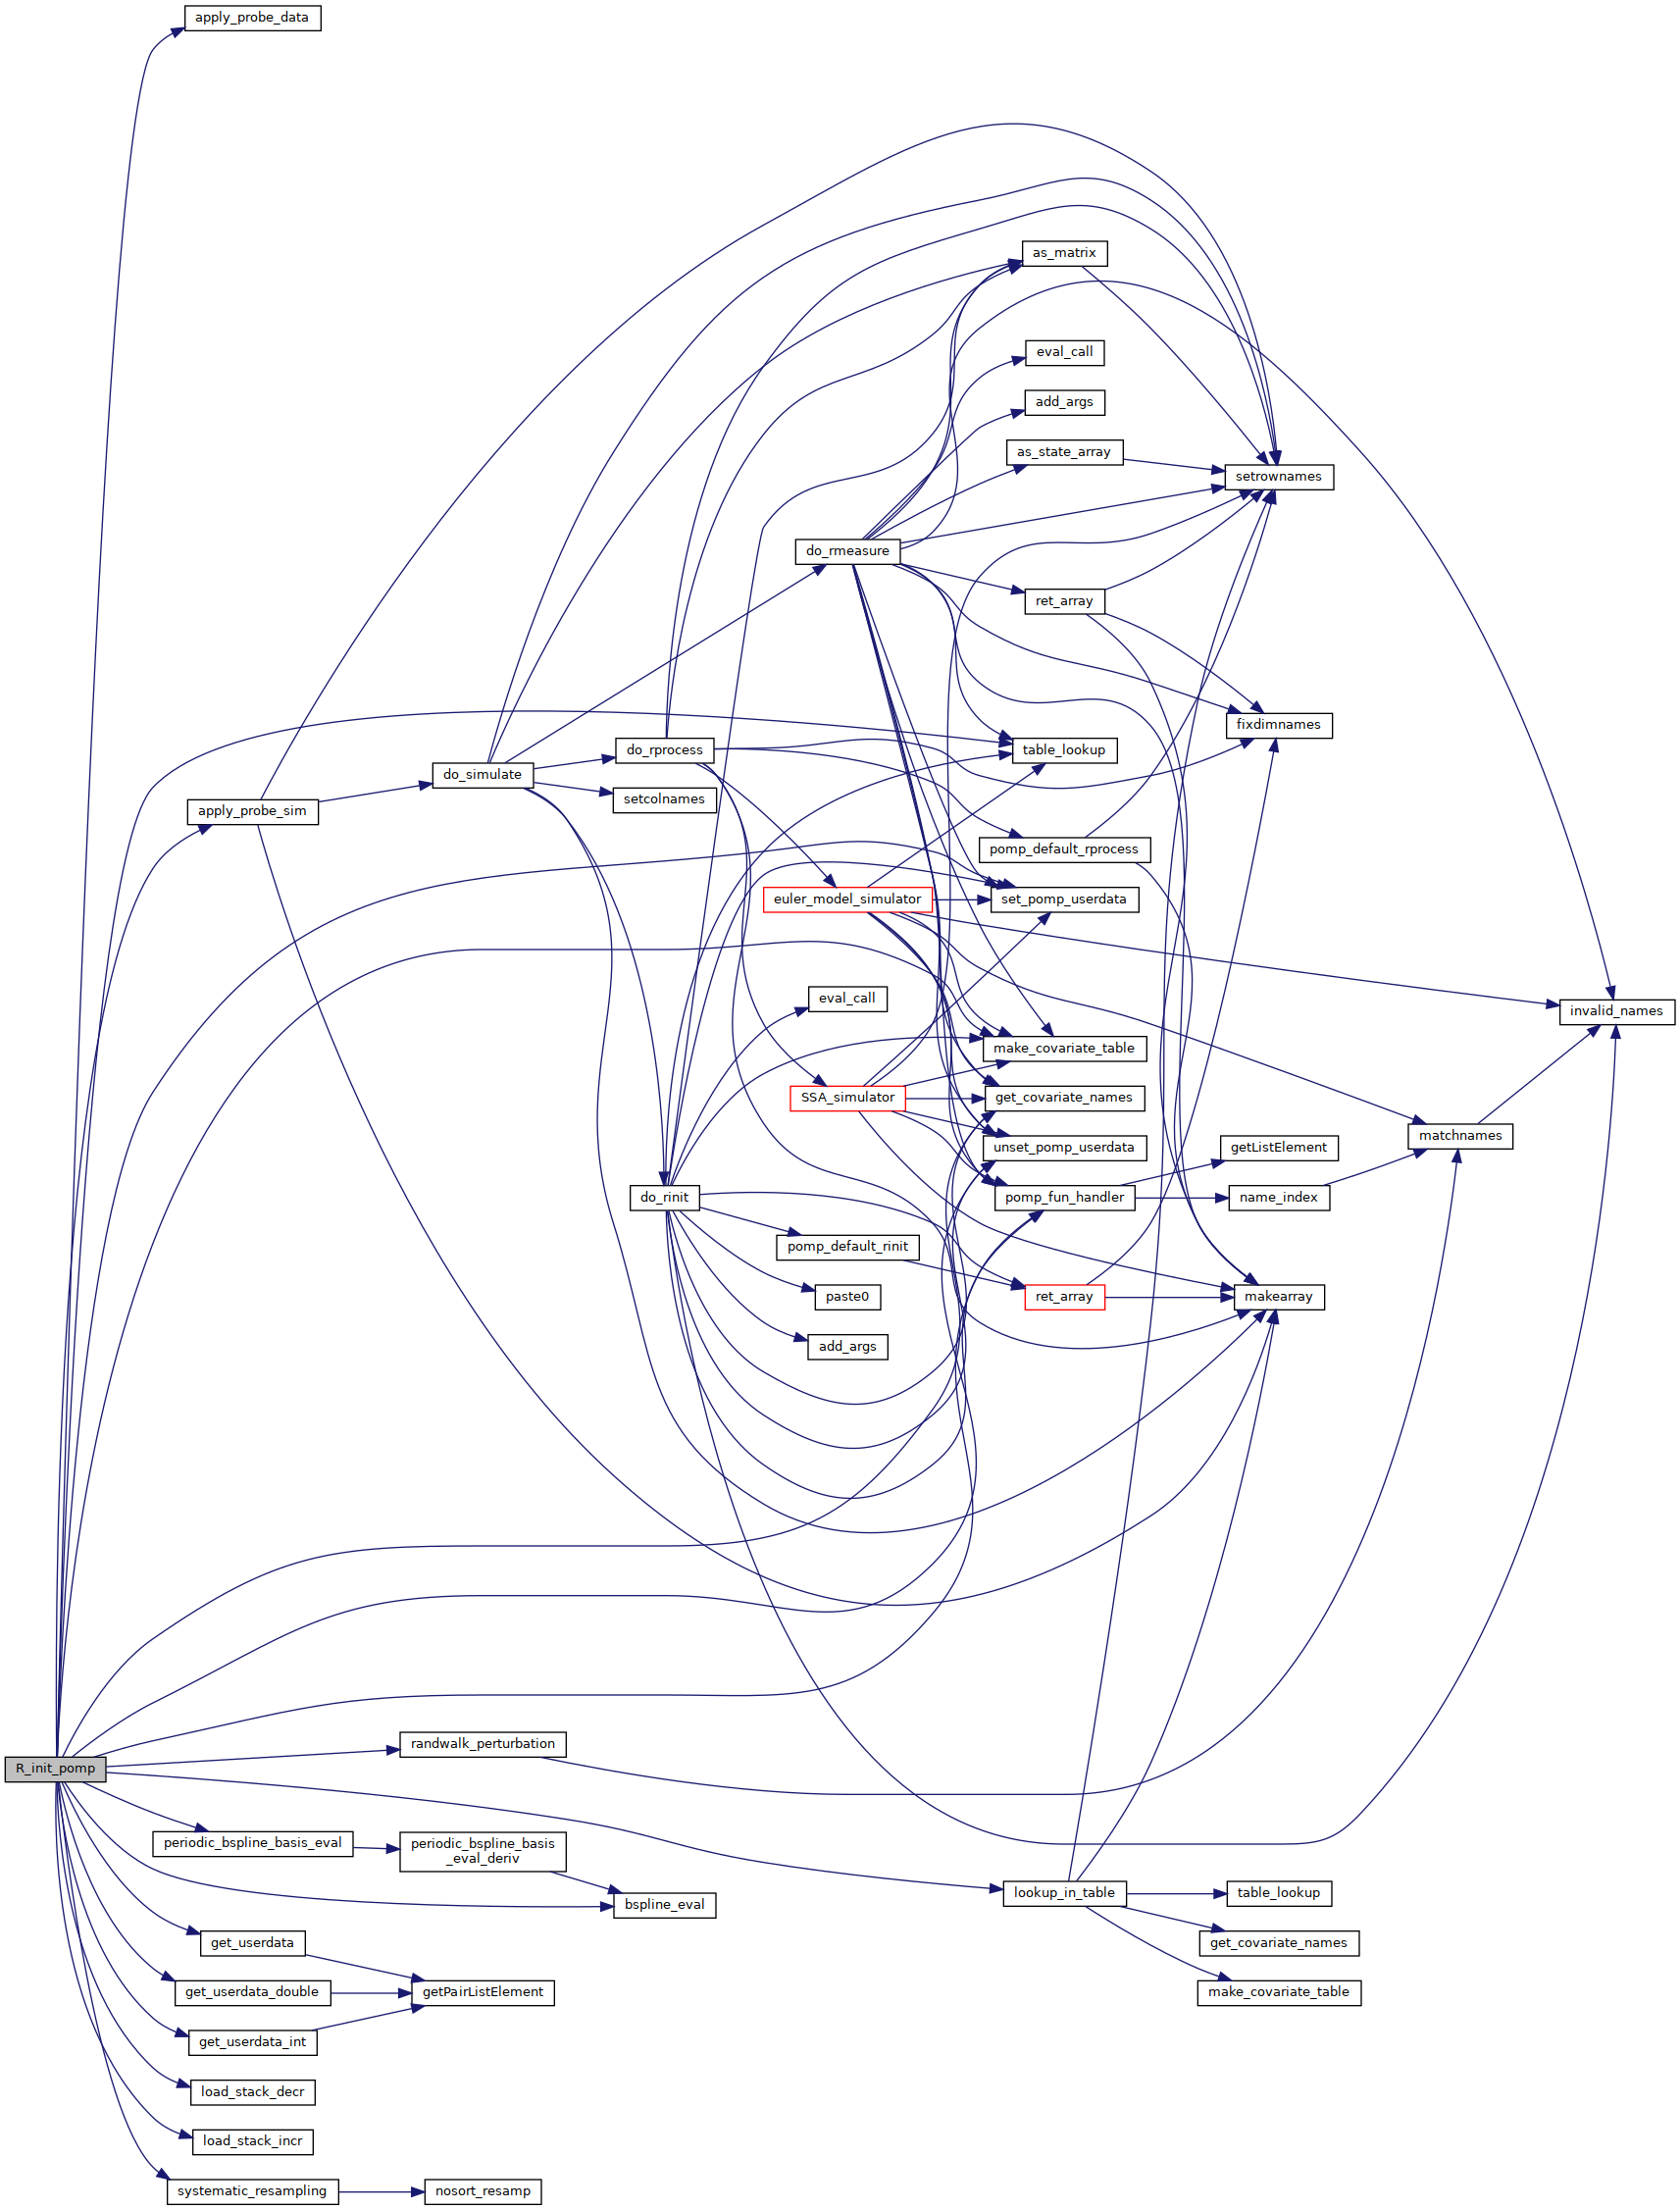 apply_probe_data
as_matrix
eval_call
add_args
as_state_array
setrownames
do_rmeasure
ret_array
fixdimnames
do_rprocess
table_lookup
do_simulate
setcolnames
apply_probe_sim
pomp_default_rprocess
euler_model_simulator
set_pomp_userdata
eval_call
invalid_names
make_covariate_table
SSA_simulator
get_covariate_names
matchnames
unset_pomp_userdata
getListElement
do_rinit
pomp_fun_handler
name_index
pomp_default_rinit
paste0
ret_array
makearray
add_args
randwalk_perturbation
R_init_pomp
periodic_bspline_basis_eval
periodic_bspline_basis
_eval_deriv
lookup_in_table
table_lookup
bspline_eval
get_userdata
get_covariate_names
get_userdata_double
getPairListElement
make_covariate_table
get_userdata_int
load_stack_decr
load_stack_incr
systematic_resampling
nosort_resamp